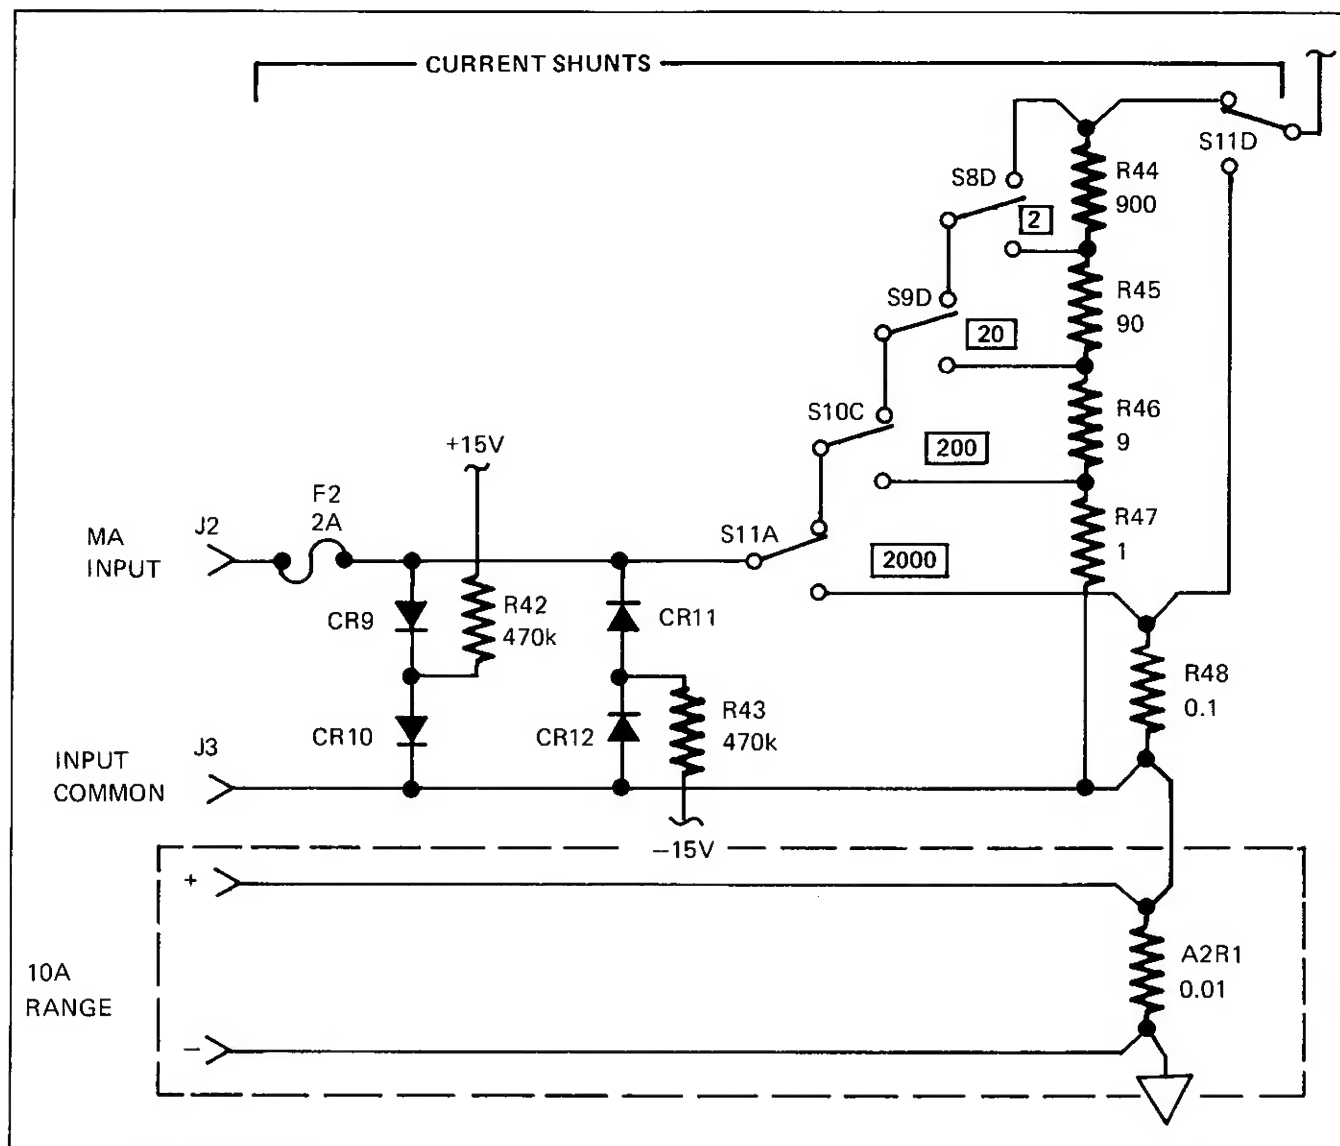 CURRENT SHUNTS
S11D
R44
900
S8D
2
R45
90
S9D
20
R46
9
S10C
200
+15V
R47
1
F2
2A
MA
INPUT
J2
S11A
2000
CR9
R42
470k
CR11
R48
0.1
CR10
CR12
R43
470k
INPUT
COMMON
J3
−15V
+
10A
RANGE
A2R1
0.01
−